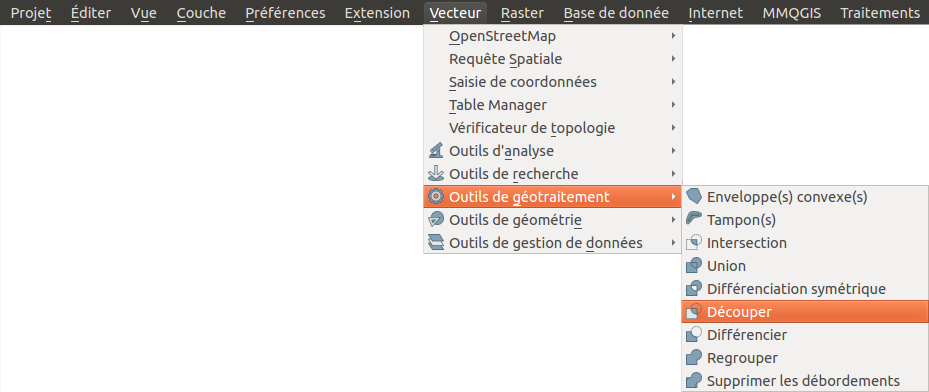 Projet Éditer Vue Couche Préférences Extension Vecteur Raster Base de donnée Internet MMQGIS Traitements
OpenStreetMap
Requête Spatiale
Saisie de coordonnées
Table Manager
Vérificateur de topologie
Outils d'analyse
Outils de recherche
Outils de géotraitement
Outils de géométrie
Outils de gestion de données
Enveloppe(s) convexe(s)
Tampon(s)
Intersection
Union
Différenciation symétrique
Découper
Différencier
Regrouper
Supprimer les débordements